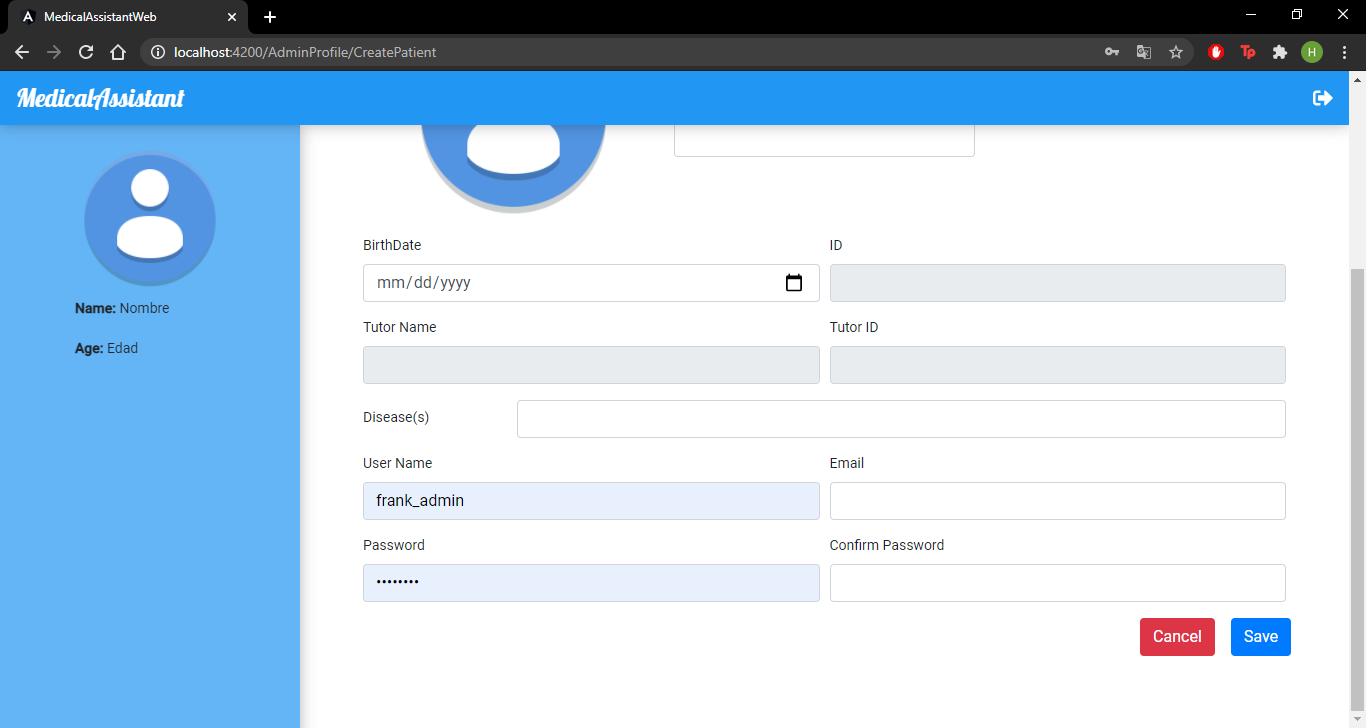 MedicalAssistantWeb
localhost:4200/AdminProfile/CreatePatient
Tp
H
MedicalAssistant
Name: Nombre
Age: Edad
BirthDate
ID
mm/dd/yyyy
Tutor Name
Tutor ID
Disease(s)
User Name
Email
frank_admin
Password
Confirm Password
••••••••
Cancel
Save